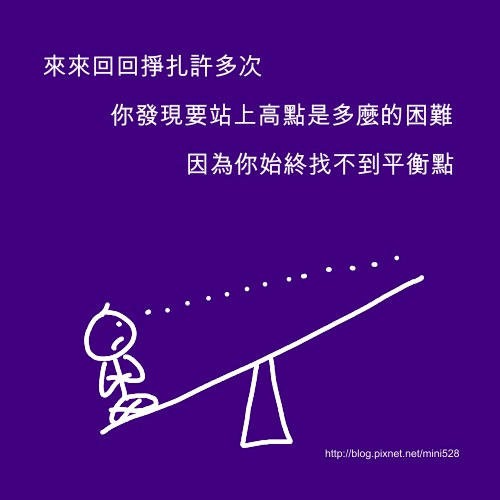 來來回回掙扎許多次
你發現要站上高點是多麼的困難
因為你始終找不到平衡點
http://blog.pixnet.net/mini528